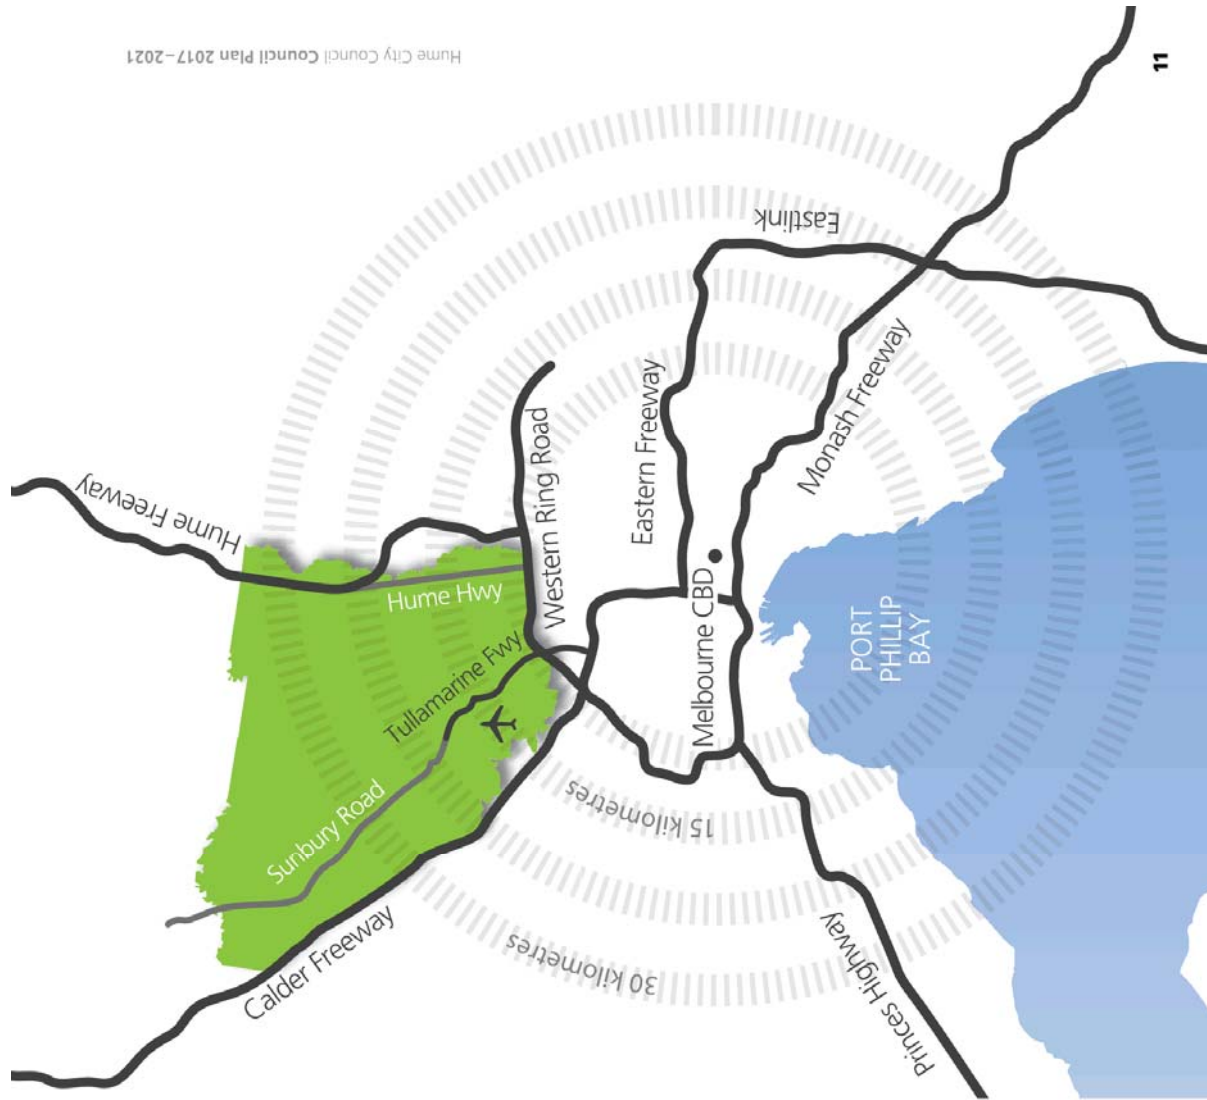 Hume City Council Council Plan 2017–2021
11
Eastlink
Hume Freeway
Western Ring Road
Eastern Freeway
Monash Freeway
Hume Hwy
Tullamarine Fwy
Melbourne CBD
PORT
PHILLIP
BAY
Sunbury Road
15 kilometres
Calder Freeway
30 kilometres
Princes Highway